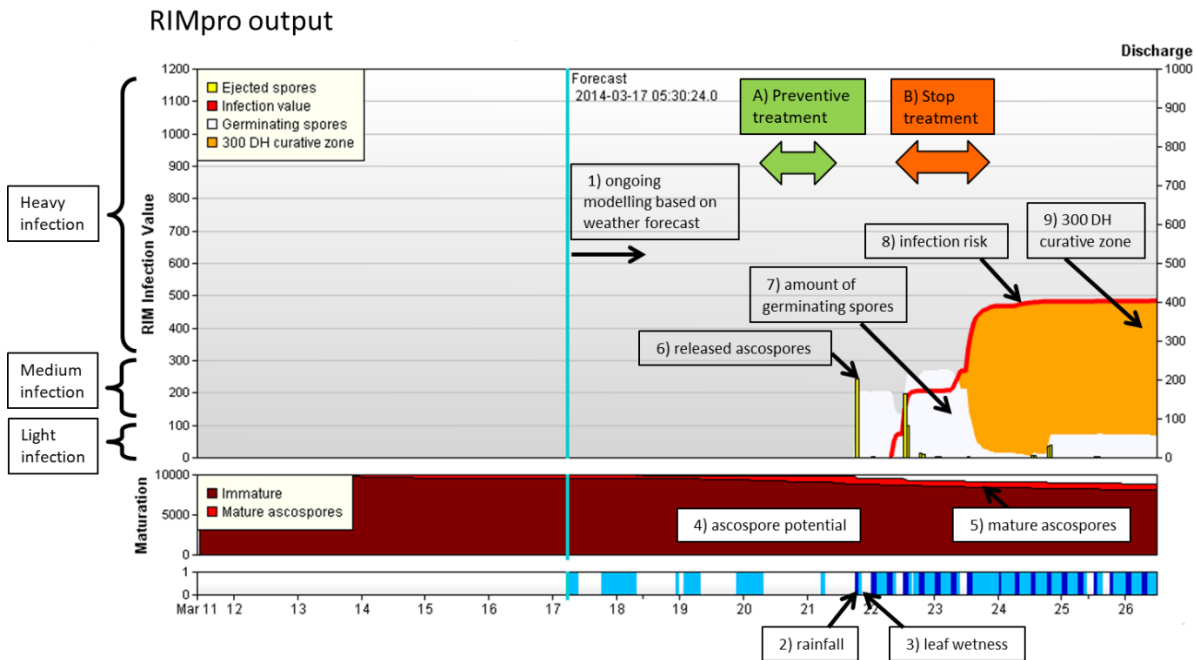 RIMpro output
Discharge
1200
1100
1000
900
800
700
600
500
400
300
200
100
0
RIM Infection Value
Ejected spores
Infection value
Germinating spores
300 DH curative zone
Forecast
2014-03-17 05:30:24.0
A) Preventive
treatment
B) Stop
treatment
1) ongoing
modelling based on
weather forecast
8) infection risk
9) 300 DH
curative zone
7) amount of
germinating spores
6) released ascospores
1000
900
800
700
600
500
400
300
200
100
0
Heavy
infection
Medium
infection
Light
infection
Maturation
10000
5000
0
Immature
Mature ascospores
4) ascospore potential
5) mature ascospores
1
0
Mar 11 12 13 14 15 16 17 18 19 20 21 22 23 24 25 26
2) rainfall
3) leaf wetness